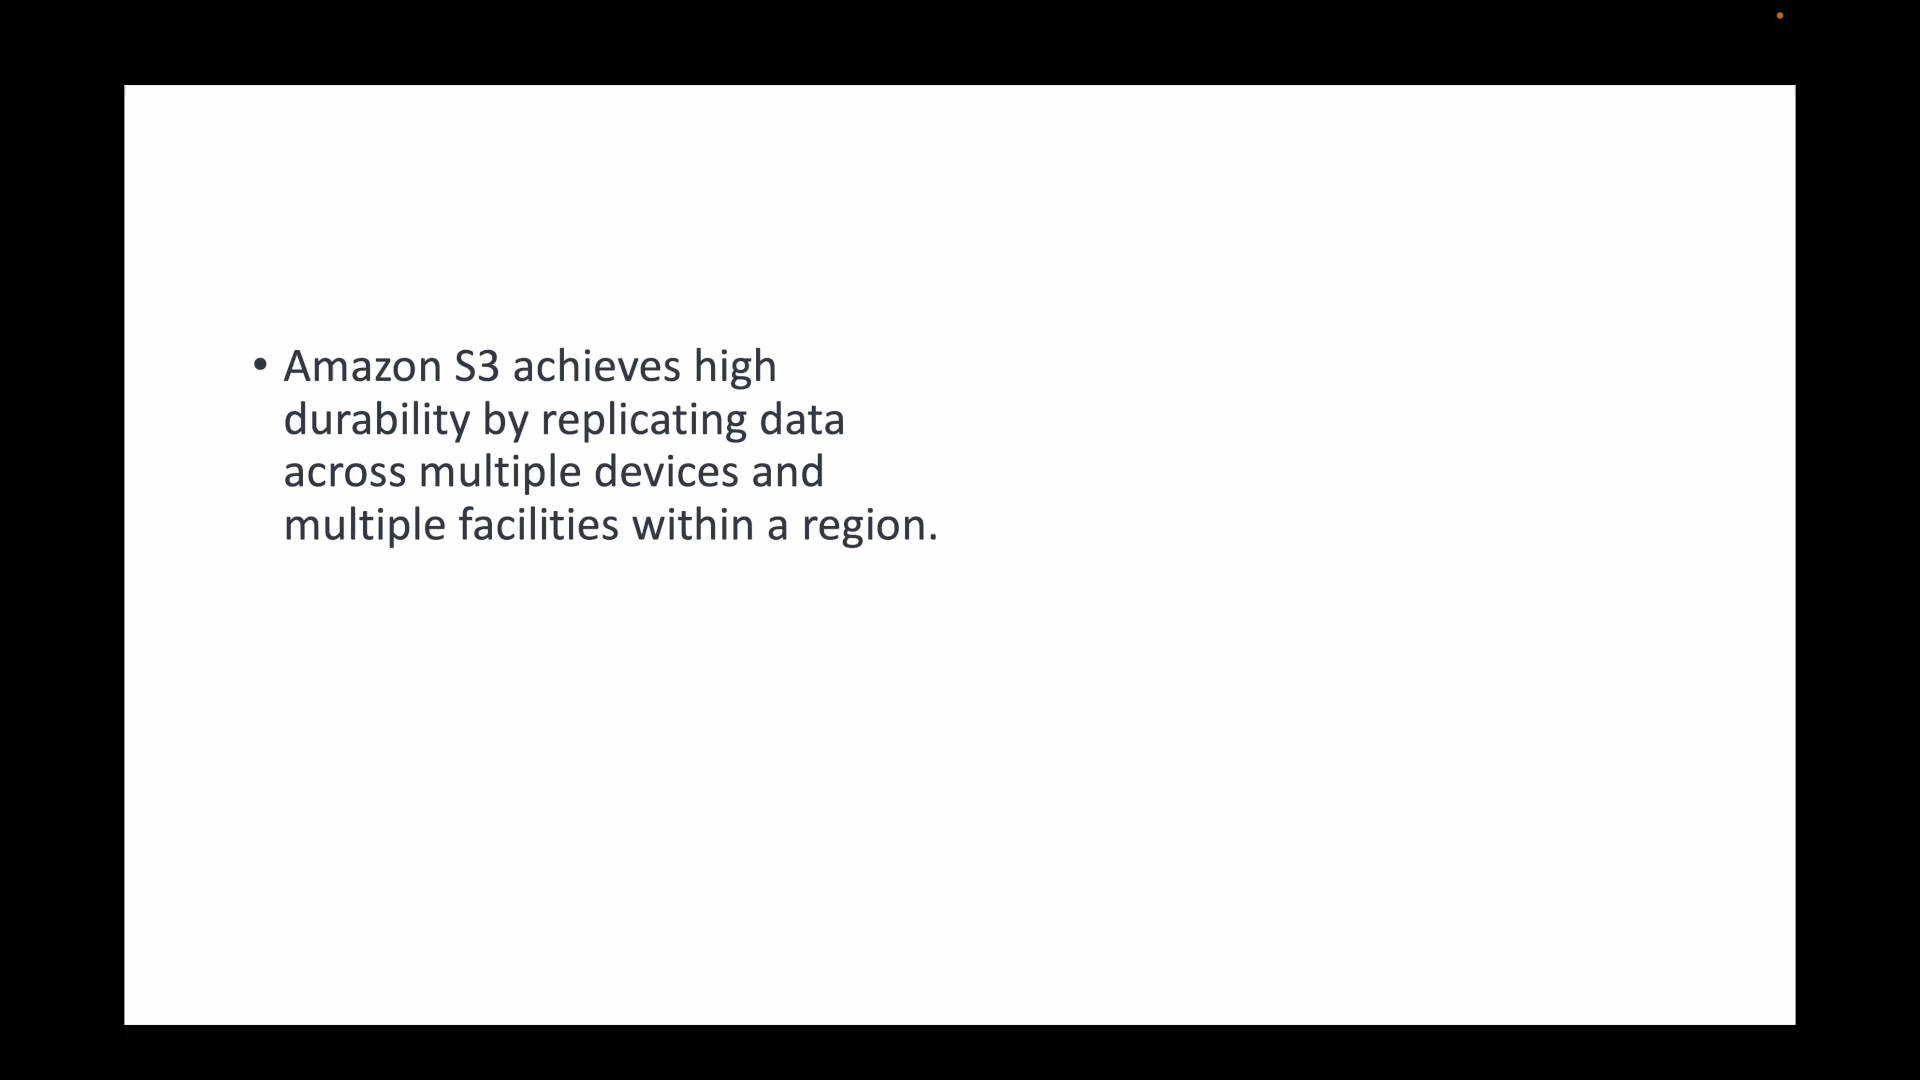 • Amazon S3 achieves high
durability by replicating data
across multiple devices and
multiple facilities within a region.